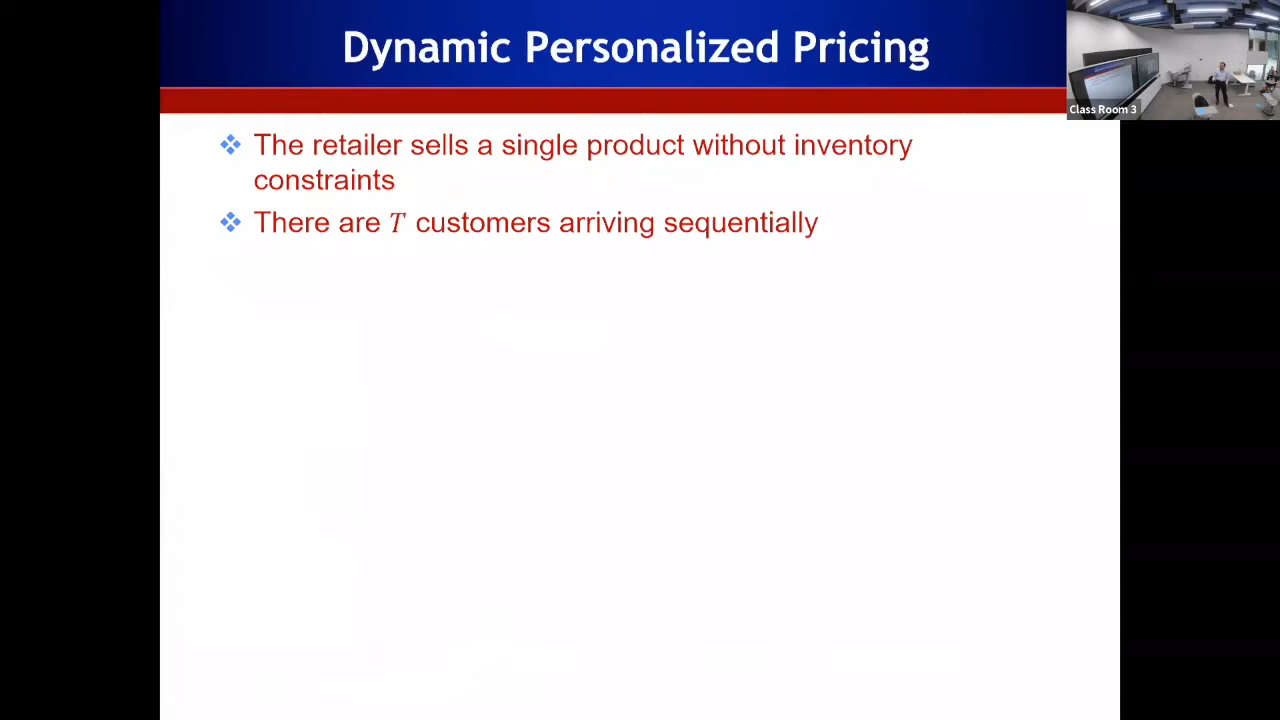 Dynamic Personalized Pricing
Class Room 3
The retailer sells a single product without inventory
constraints
There are T customers arriving sequentially